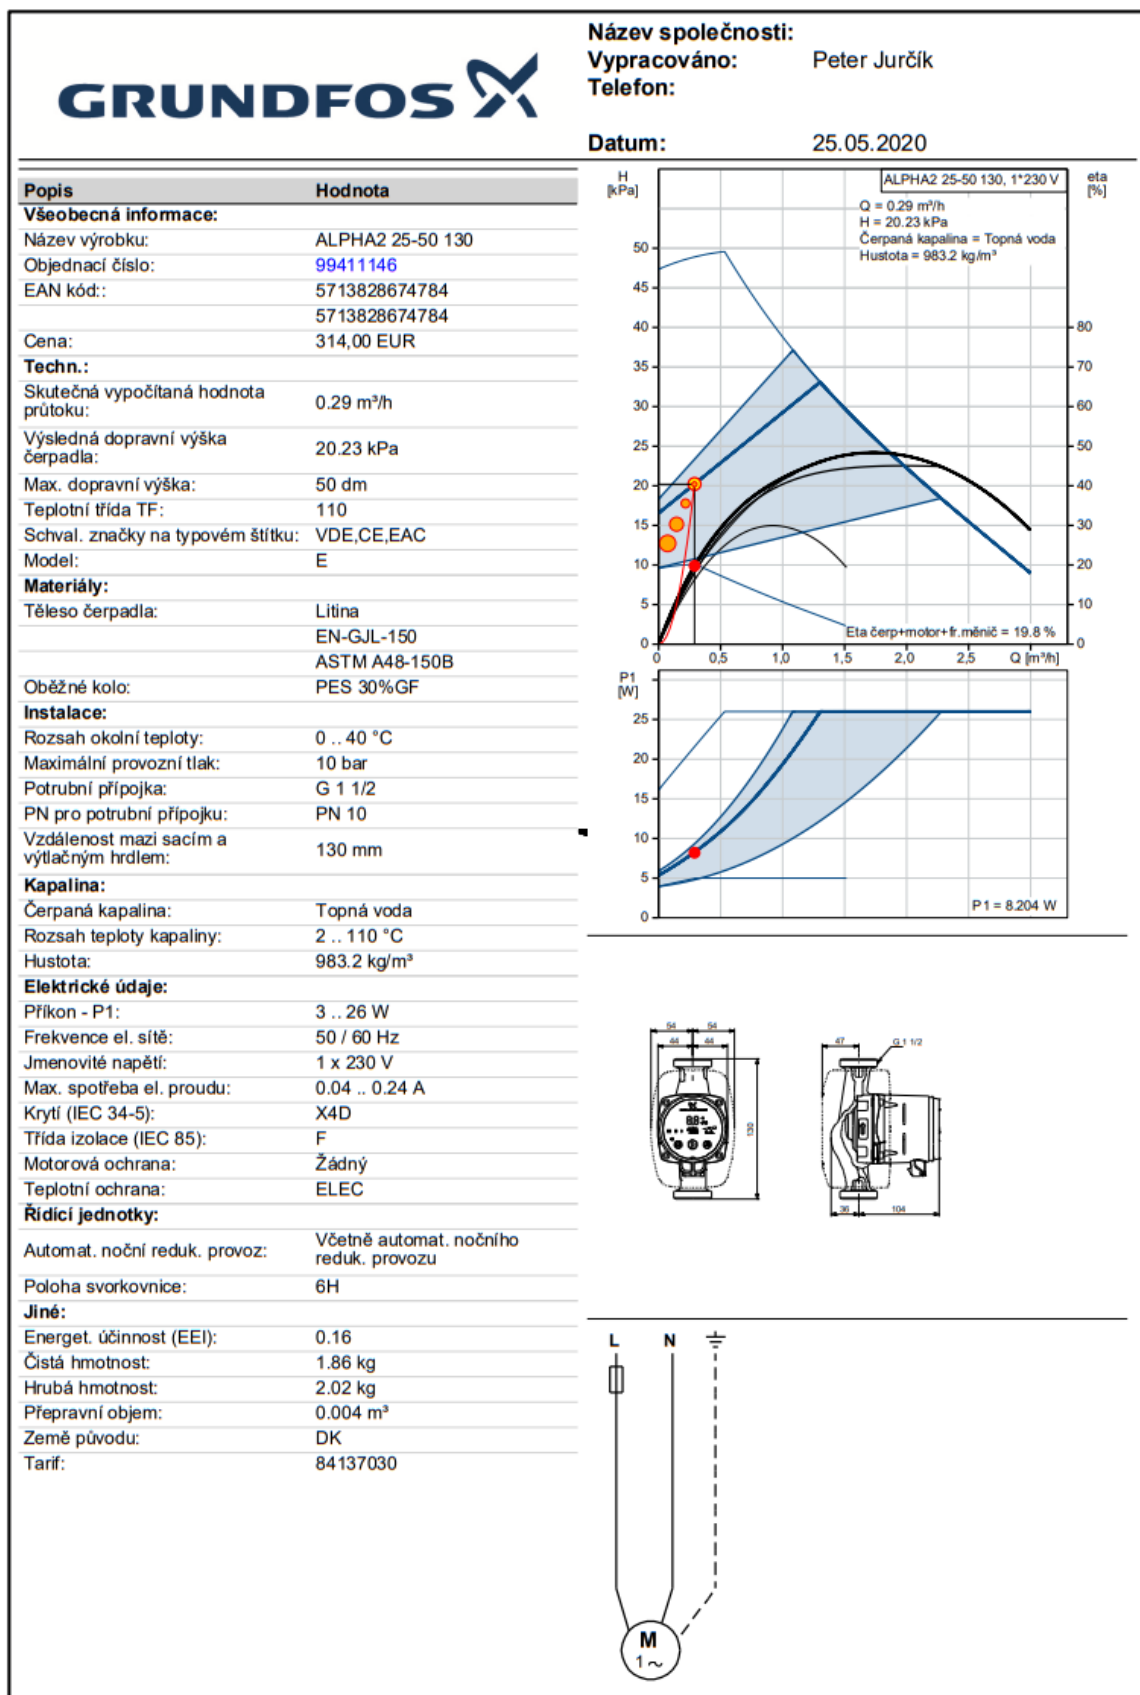 GRUNDFOS
Název společnosti:
Vypracováno: Peter Jurčík
Telefon:
Datum: 25.05.2020
Popis Hodnota
Všeobecná informace:
Název výrobku: ALPHA2 25-50 130
Objednací číslo: 99411146
EAN kód:: 5713828674784
5713828674784
Cena: 314,00 EUR
Techn.:
Skutečná vypočítaná hodnota
průtoku: 0.29 m³/h
Výsledná dopravní výška
čerpadla: 20.23 kPa
Max. dopravní výška: 50 dm
Teplotní třída TF: 110
Schval. značky na typovém štítku: VDE,CE,EAC
Model: E
Materiály:
Těleso čerpadla: Litina
EN-GJL-150
ASTM A48-150B
Oběžné kolo: PES 30%GF
Instalace:
Rozsah okolní teploty: 0 .. 40 °C
Maximální provozní tlak: 10 bar
Potrubní přípojka: G 1 1/2
PN pro potrubní přípojku: PN 10
Vzdálenost mazi sacím a
výtlačným hrdlem: 130 mm
Kapalina:
Čerpaná kapalina: Topná voda
Rozsah teploty kapaliny: 2 .. 110 °C
Hustota: 983.2 kg/m³
Elektrické údaje:
Příkon - P1: 3 .. 26 W
Frekvence el. sítě: 50 / 60 Hz
Jmenovité napětí: 1 x 230 V
Max. spotřeba el. proudu: 0.04 .. 0.24 A
Krytí (IEC 34-5): X4D
Třída izolace (IEC 85): F
Motorová ochrana: Žádný
Teplotní ochrana: ELEC
Řídící jednotky:
Automat. noční reduk. provoz: Včetně automat. nočního
reduk. provozu
Poloha svorkovnice: 6H
Jiné:
Energet. účinnost (EEI): 0.16
Čistá hmotnost: 1.86 kg
Hrubá hmotnost: 2.02 kg
Přepravní objem: 0.004 m³
Země původu: DK
Tarif: 84137030
H
[kPa]
ALPHA2 25-50 130, 1*230 V
eta
[%]
Q = 0.29 m³/h
H = 20.23 kPa
Čerpaná kapalina = Topná voda
Hustota = 983.2 kg/m³
50
45
40 80
35 70
30 60
25 50
20 40
15 30
10 20
5 10
Eta čerp+motor+fr.měnič = 19.8 %
0 0
0 0,5 1,0 1,5 2,0 2,5 Q [m³/h]
P1
[W]
25
20
15
10
5
P1 = 8.204 W
0
54 54
44 44
130
47 G 1 1/2
36 104
L N
M
1~